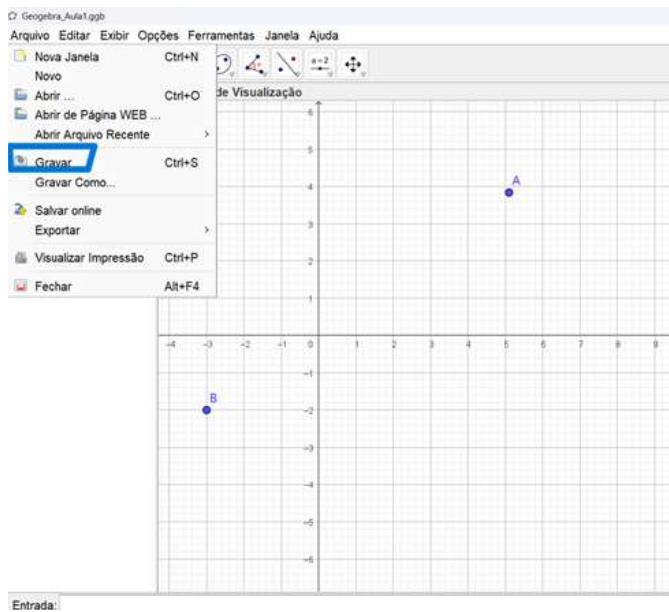 Geogebra_Aula1.ggb
Arquivo Editar Exibir Opções Ferramentas Janela Ajuda
Nova Janela Ctrl+N
Novo
Abrir ... Ctrl+O
Abrir de Página WEB ...
Abrir Arquivo Recente >
Gravar Ctrl+S
Gravar Como...
Salvar online
Exportar >
Visualizar Impressão Ctrl+P
Fechar Alt+F4
a=2
de Visualização
6
5
4
3
2
1
A
-4 -3 -2 -1 0 1 2 3 4 5 6 7 8 9
-1
B
-2
-3
-4
-5
-6
Entrada: